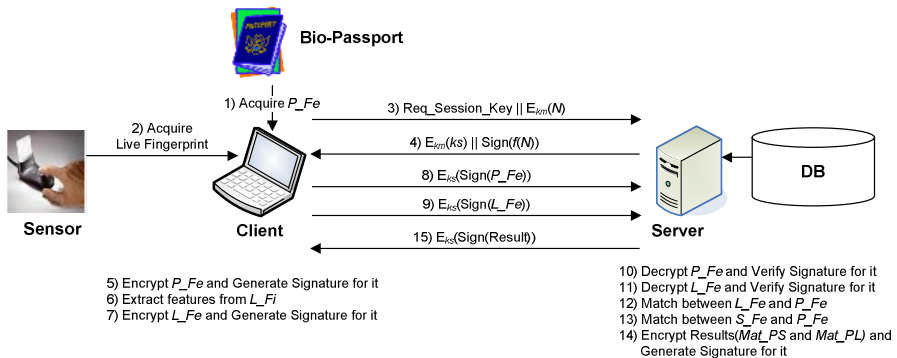 PASSPORT
Bio-Passport
1) Acquire P_Fe
3) Req_Session_Key || Ekm(N)
2) Acquire
Live Fingerprint
4) Ekm(ks) || Sign(f(N))
8) Eks(Sign(P_Fe))
9) Eks(Sign(L_Fe))
15) Eks(Sign(Result))
DB
Sensor
Client
Server
5) Encrypt P_Fe and Generate Signature for it
6) Extract features from L_Fi
7) Encrypt L_Fe and Generate Signature for it
10) Decrypt P_Fe and Verify Signature for it
11) Decrypt L_Fe and Verify Signature for it
12) Match between L_Fe and P_Fe
13) Match between S_Fe and P_Fe
14) Encrypt Results(Mat_PS and Mat_PL) and
Generate Signature for it